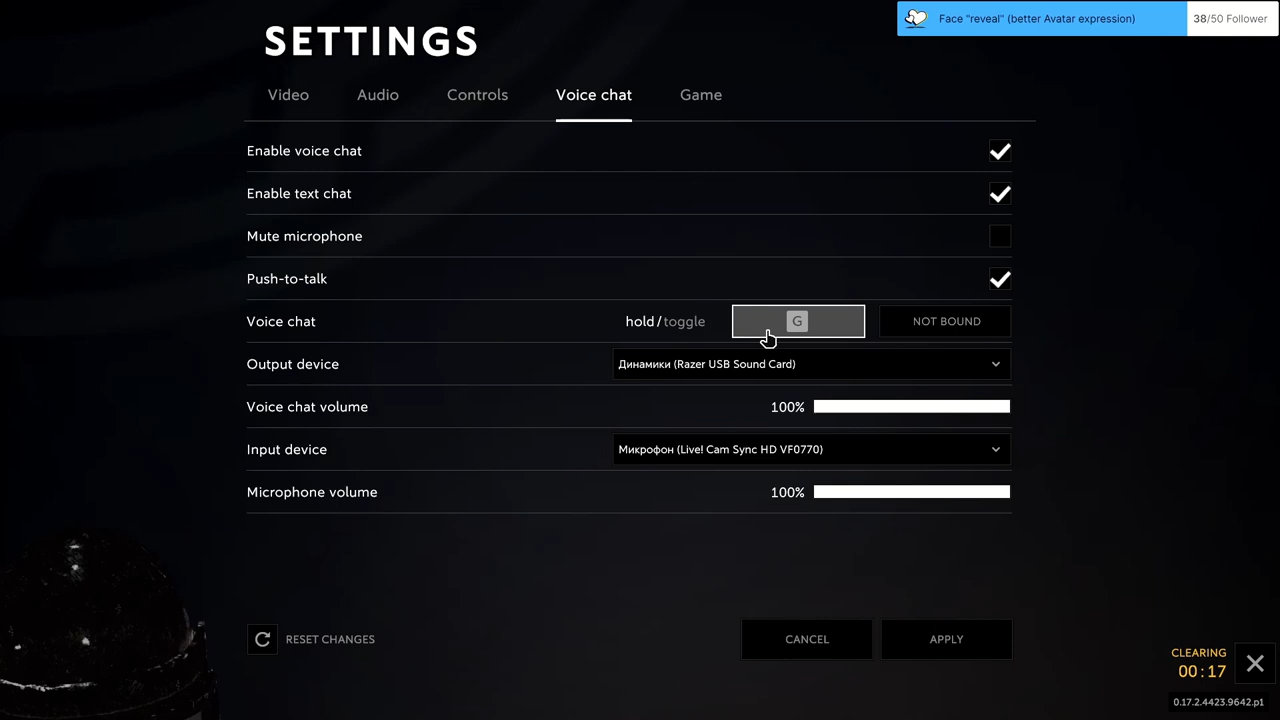 Face "reveal" (better Avatar expression) 38/50 Follower
SETTINGS
Video Audio Controls Voice chat Game
Enable voice chat
Enable text chat
Mute microphone
Push-to-talk
Voice chat hold / toggle G NOT BOUND
Output device Динамики (Razer USB Sound Card)
Voice chat volume 100%
Input device Микрофон (Live! Cam Sync HD VF0770)
Microphone volume 100%
RESET CHANGES CANCEL APPLY
CLEARING
00:17
0.17.2.4423.9642.p1